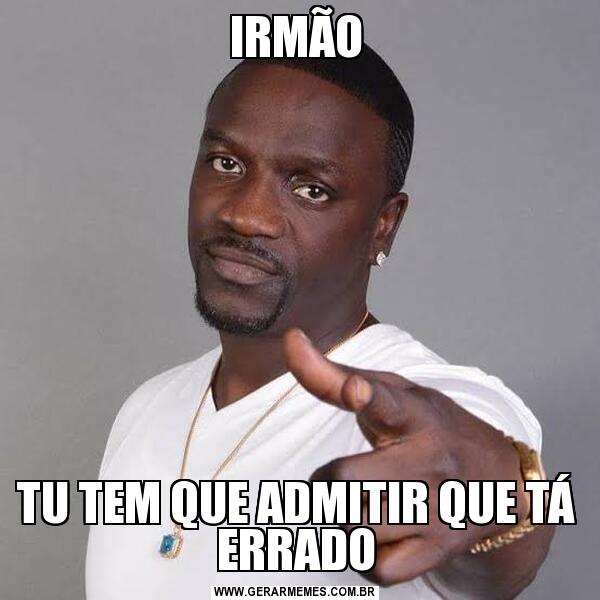 IRMÃO
TU TEM QUE ADMITIR QUE TÁ
ERRADO
WWW.GERARMEMES.COM.BR